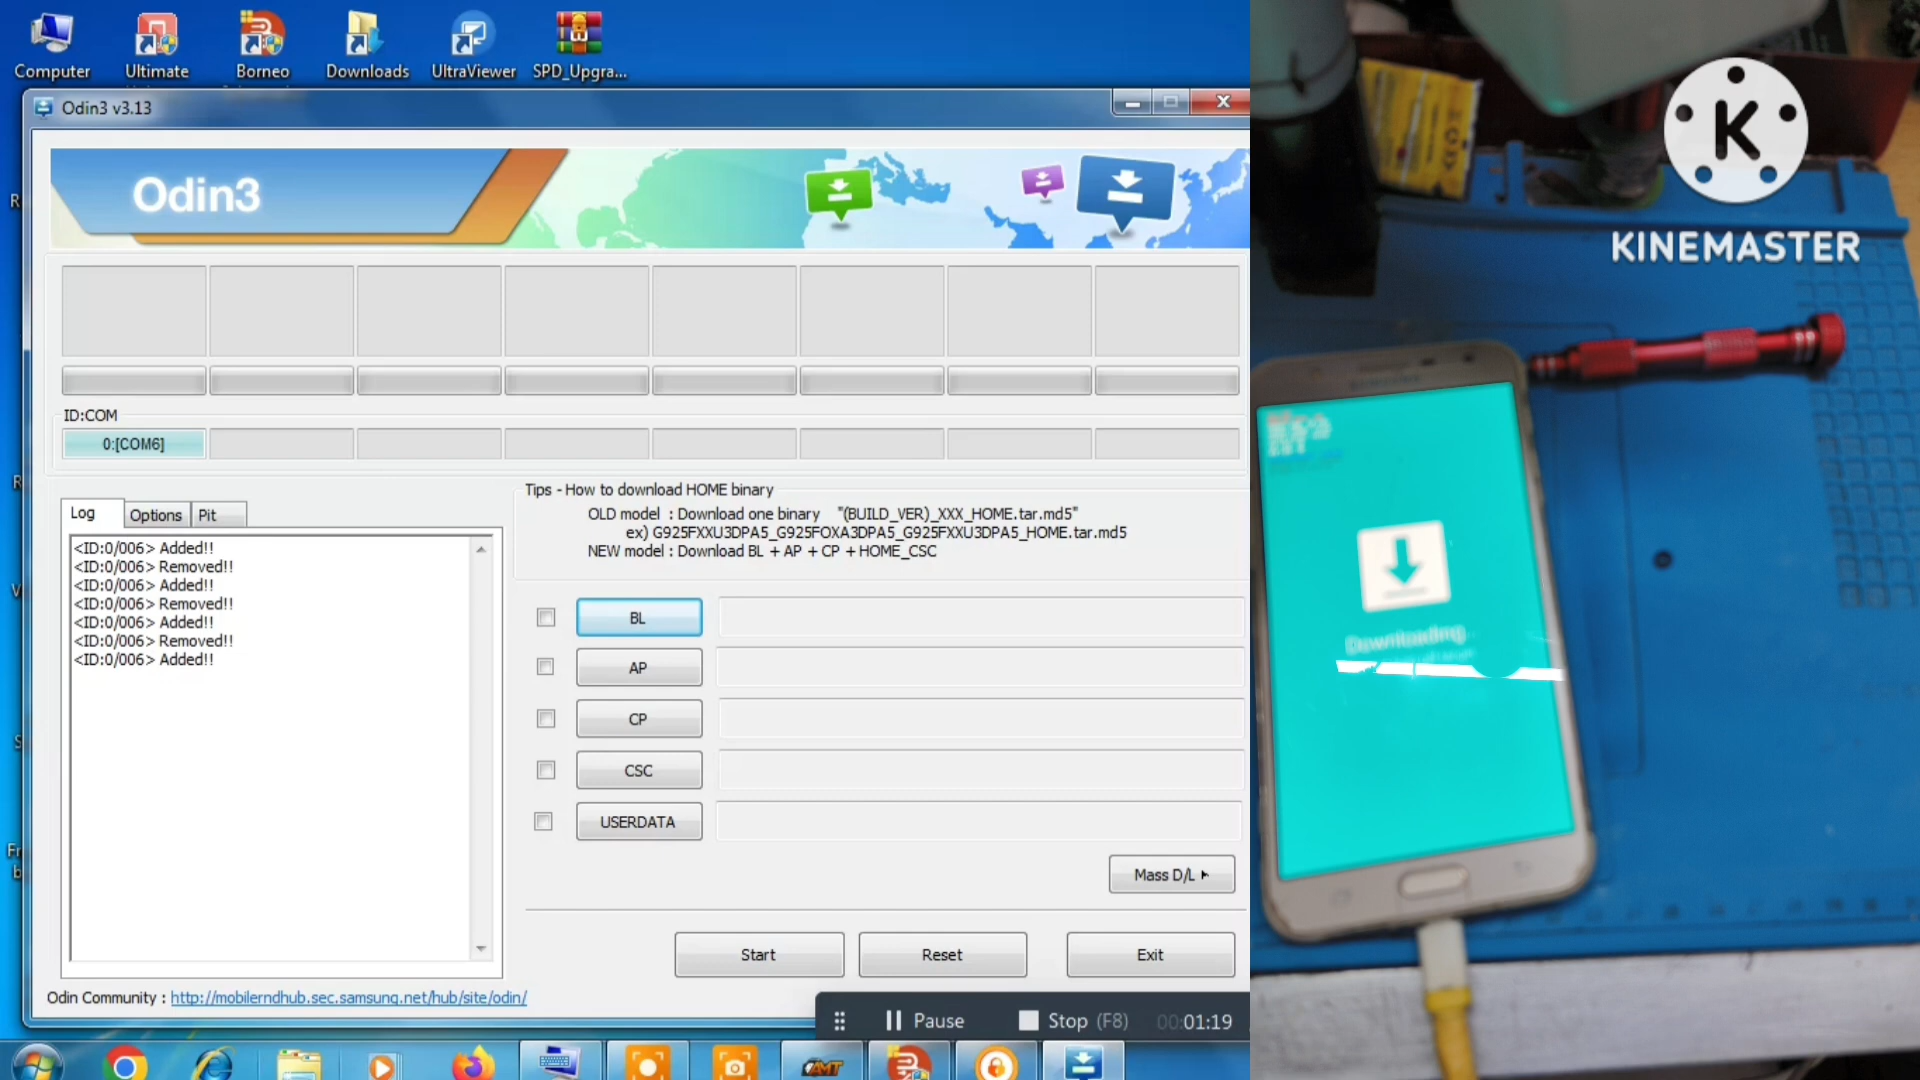 Computer
Ultimate
Borneo
Downloads
UltraViewer
SPD_Upgra...
Odin3 v3.13
Odin3
ID:COM
0:[COM6]
Log
Options
Pit
<ID:0/006> Added!!
<ID:0/006> Removed!!
<ID:0/006> Added!!
<ID:0/006> Removed!!
<ID:0/006> Added!!
<ID:0/006> Removed!!
<ID:0/006> Added!!
Tips - How to download HOME binary
OLD model : Download one binary "(BUILD_VER)_XXX_HOME.tar.md5"
ex) G925FXXU3DPA5_G925FOXA3DPA5_G925FXXU3DPA5_HOME.tar.md5
NEW model : Download BL + AP + CP + HOME_CSC
BL
AP
CP
CSC
USERDATA
Mass D/L
Start
Reset
Exit
Odin Community : http://mobilerndhub.sec.samsung.net/hub/site/odin/
Pause
Stop (F8)
00:01:19
K
KINEMASTER
Downloading...